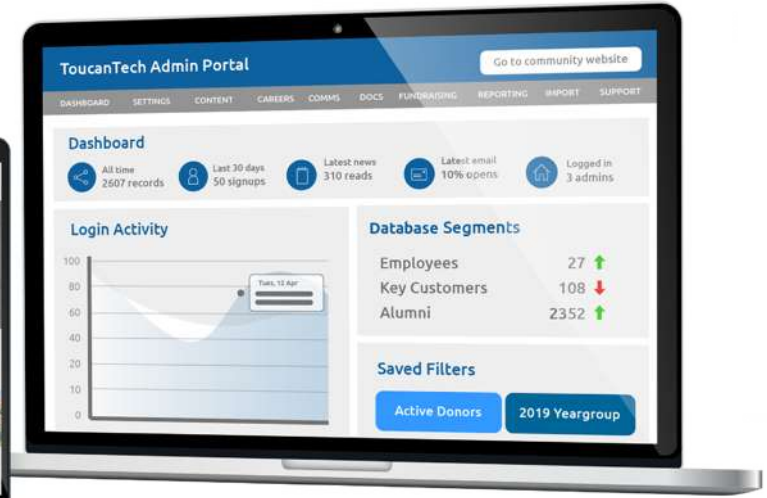 ToucanTech Admin Portal
Go to community website
DASHBOARD SETTINGS CONTENT CAREERS COMMS DOCS FUNDRAISING REPORTING IMPORT SUPPORT
Dashboard
All time
2607 records
Last 30 days
50 signups
Latest news
310 reads
Latest email
10% opens
Logged in
3 admins
Login Activity
100
80
60
40
20
10
0
Tues, 12 Apr
Database Segments
Employees 27
Key Customers 108
Alumni 2352
Saved Filters
Active Donors
2019 Yeargroup